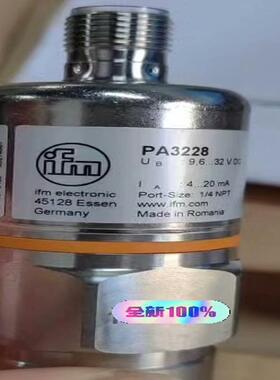 ifm
ifm electronic
45128 Essen
Germany
PA3228
U B : 9,6...32 V DC
I A : 4...20 mA
Port-Size: 1/4 NPT
www.ifm.com
Made in Romania
全新100%